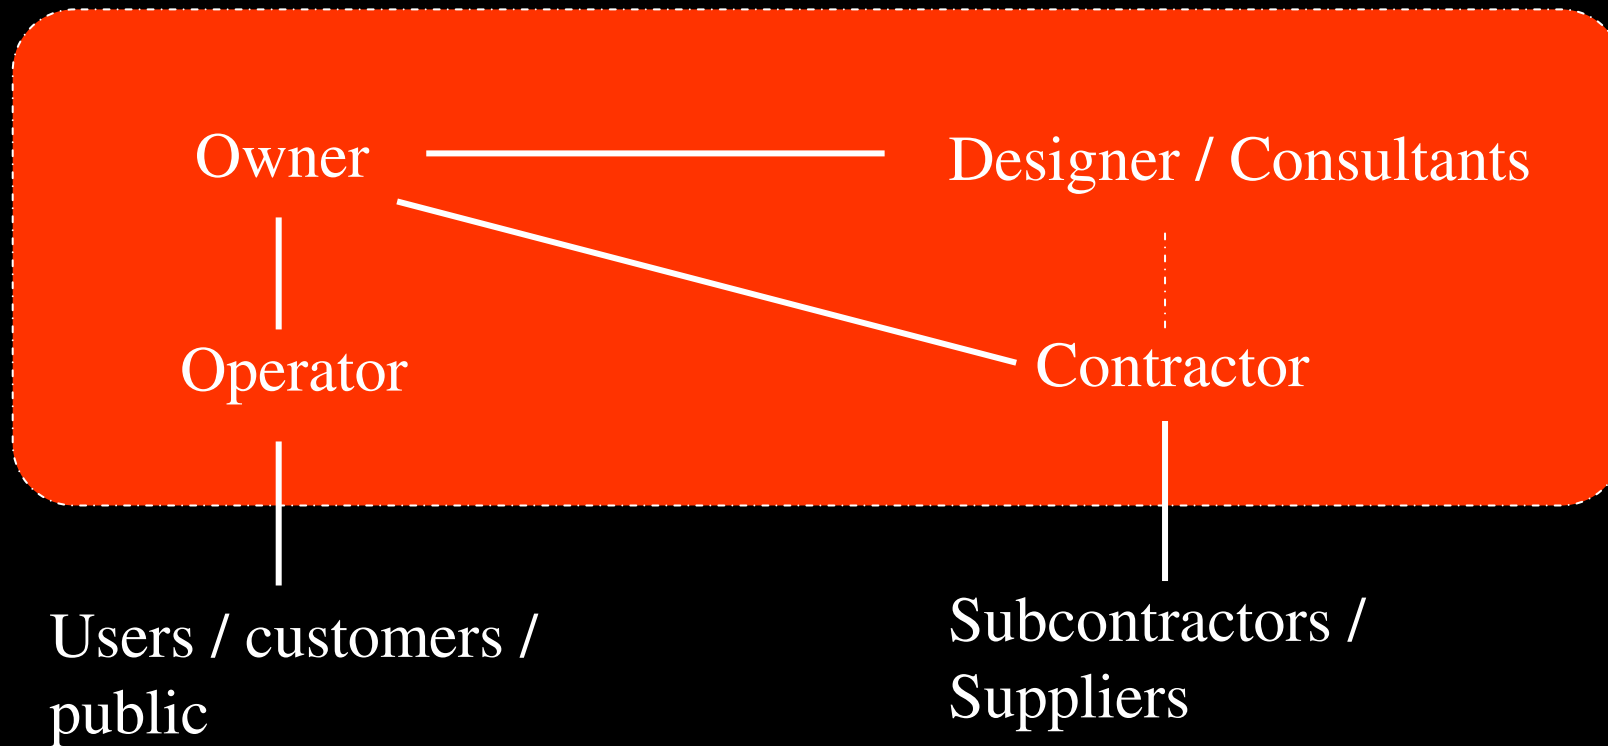 Owner
Designer / Consultants
Operator
Contractor
Users / customers /
public
Subcontractors /
Suppliers